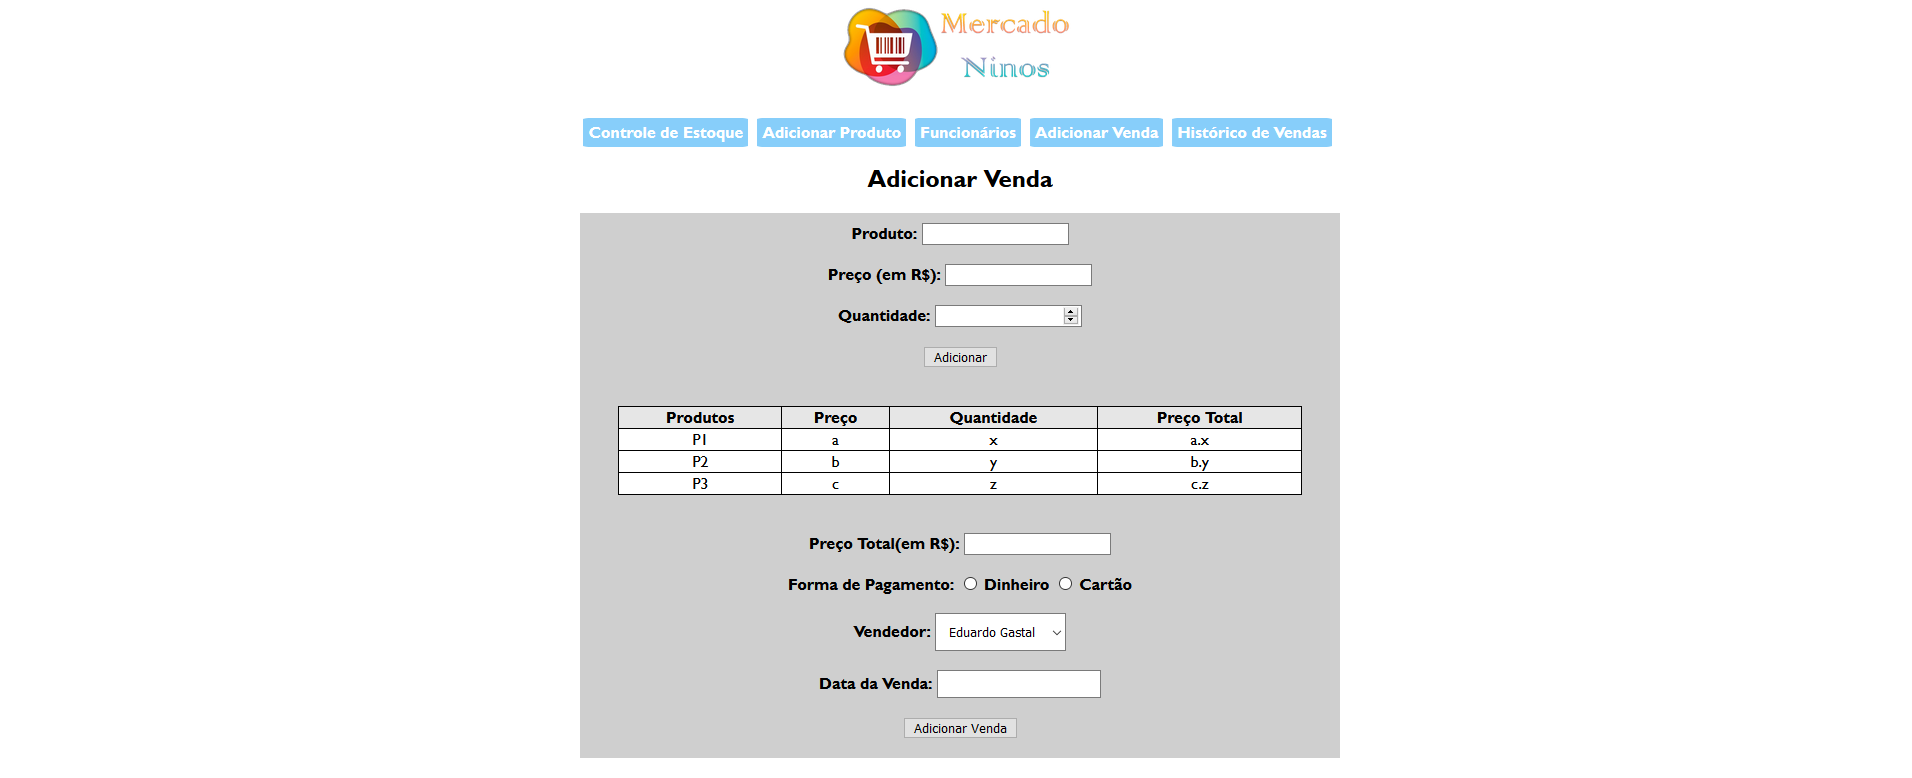 Mercado
Ninos
Controle de Estoque Adicionar Produto Funcionários Adicionar Venda Histórico de Vendas
Adicionar Venda
Produto:
Preço (em R$):
Quantidade:
Adicionar
Produtos Preço Quantidade Preço Total
P1 a x a.x
P2 b y b.y
P3 c z c.z
Preço Total(em R$):
Forma de Pagamento: Dinheiro Cartão
Vendedor: Eduardo Gastal
Data da Venda:
Adicionar Venda